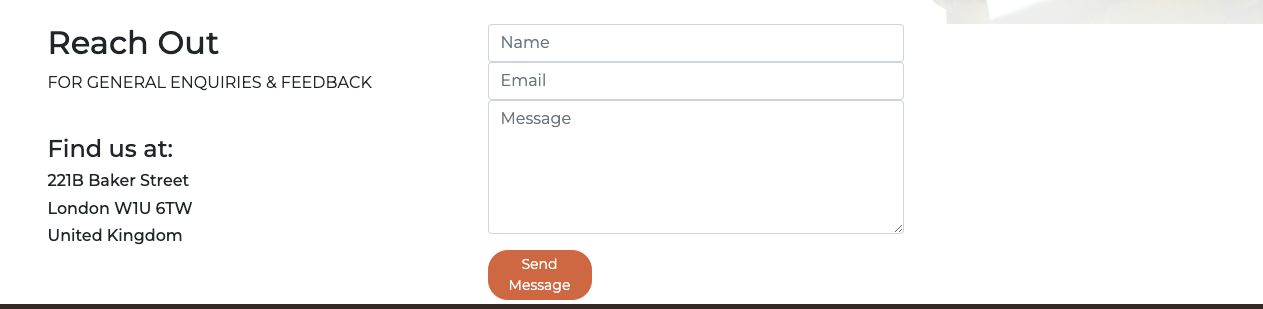 Reach Out
FOR GENERAL ENQUIRIES & FEEDBACK
Find us at:
221B Baker Street
London W1U 6TW
United Kingdom
Name
Email
Message
Send
Message